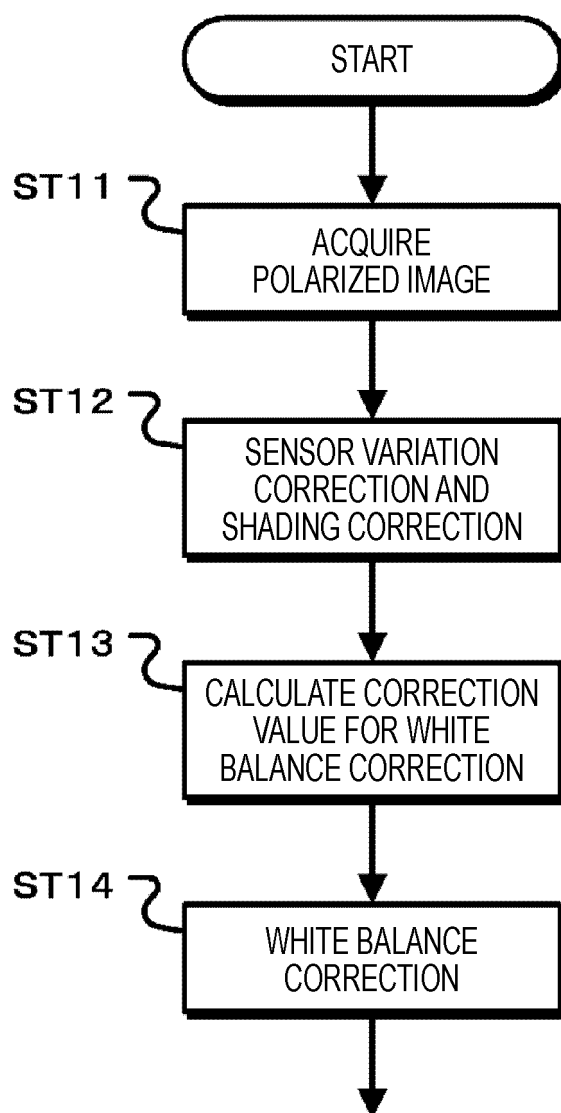 START
ST11
ACQUIRE
POLARIZED IMAGE
ST12
SENSOR VARIATION
CORRECTION AND
SHADING CORRECTION
ST13
CALCULATE CORRECTION
VALUE FOR WHITE
BALANCE CORRECTION
ST14
WHITE BALANCE
CORRECTION